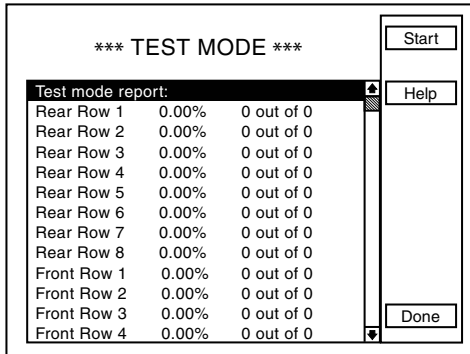 *** TEST MODE ***
Test mode report:
Rear Row 1 0.00% 0 out of 0
Rear Row 2 0.00% 0 out of 0
Rear Row 3 0.00% 0 out of 0
Rear Row 4 0.00% 0 out of 0
Rear Row 5 0.00% 0 out of 0
Rear Row 6 0.00% 0 out of 0
Rear Row 7 0.00% 0 out of 0
Rear Row 8 0.00% 0 out of 0
Front Row 1 0.00% 0 out of 0
Front Row 2 0.00% 0 out of 0
Front Row 3 0.00% 0 out of 0
Front Row 4 0.00% 0 out of 0
Start
Help
Done